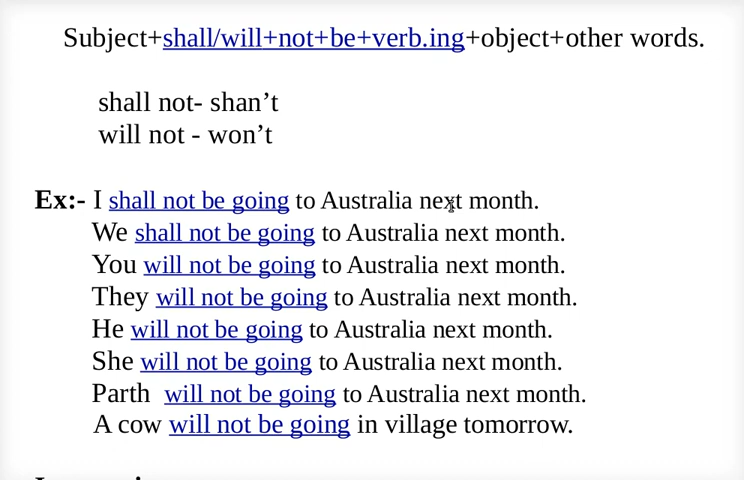 Subject+shall/will+not+be+verb.ing+object+other words.
shall not- shan’t
will not - won’t
Ex:- I shall not be going to Australia next month.
We shall not be going to Australia next month.
You will not be going to Australia next month.
They will not be going to Australia next month.
He will not be going to Australia next month.
She will not be going to Australia next month.
Parth will not be going to Australia next month.
A cow will not be going in village tomorrow.